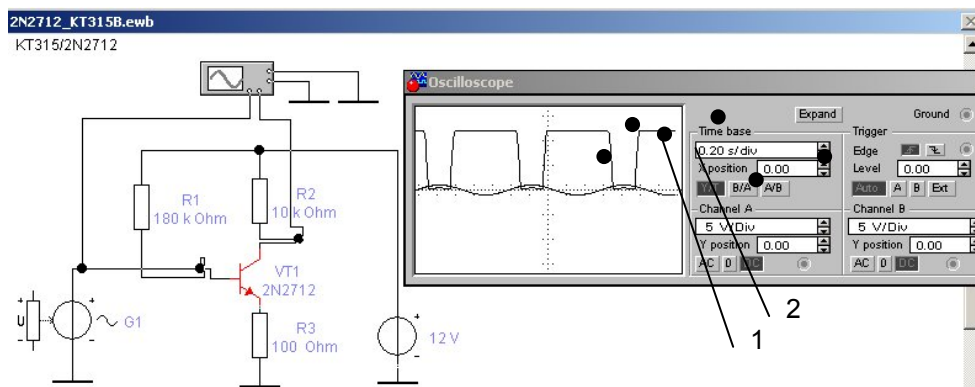 2N2712_KT315B.ewb
KT315/2N2712
Oscilloscope
Expand
Ground
Time base
0.20 s/div
X position 0.00
Y/T B/A A/B
Trigger
Edge
Level 0.00
Auto A B Ext
Channel A
5 V/Div
Y position 0.00
AC 0 DC
Channel B
5 V/Div
Y position 0.00
AC 0 DC
R1
180 k Ohm
R2
10 k Ohm
VT1
2N2712
R3
100 Ohm
U
G1
12 V
1
2